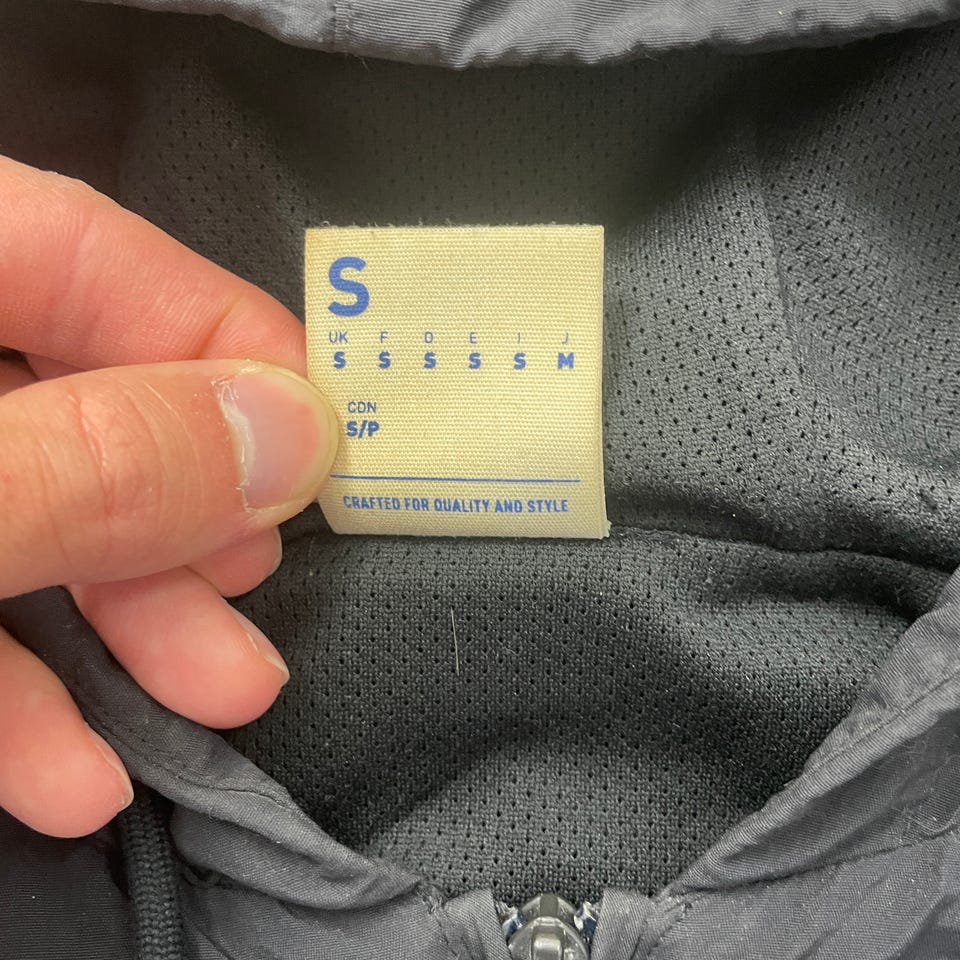 S
UK F D E I J
S S S S S M
CDN
S/P
CRAFTED FOR QUALITY AND STYLE